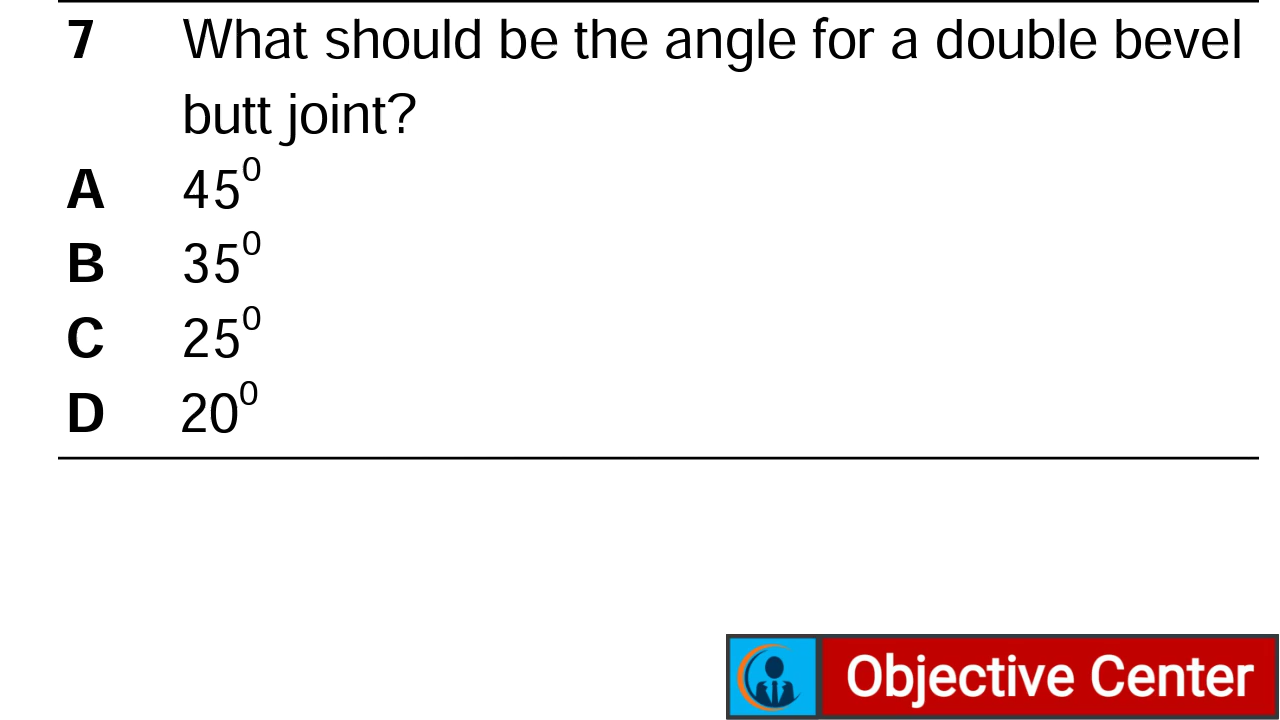 7 What should be the angle for a double bevel
butt joint?
A 45⁰
B 35⁰
C 25⁰
D 20⁰
Objective Center